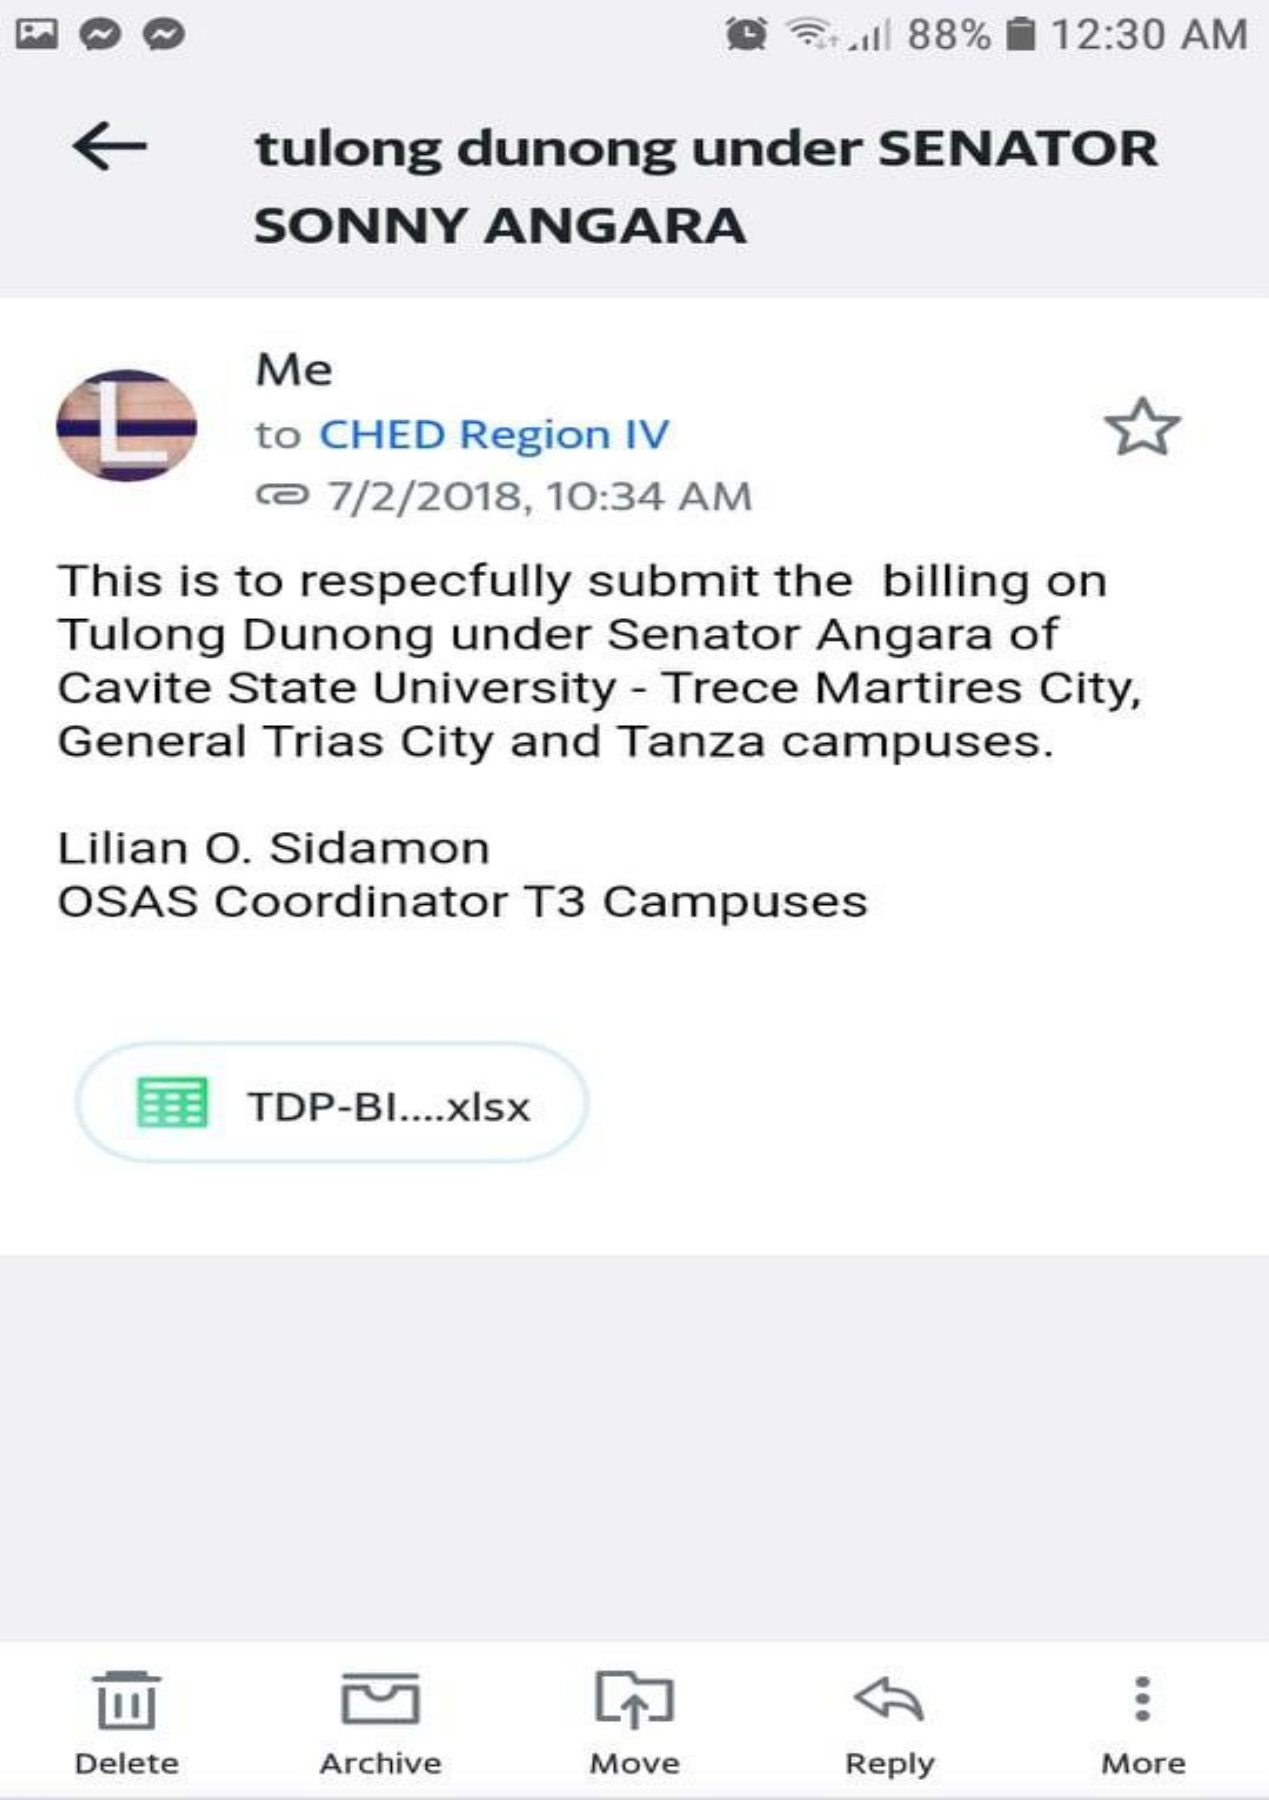 88% 12:30 AM
tulong dunong under SENATOR
SONNY ANGARA
L
Me
to CHED Region IV
7/2/2018, 10:34 AM
This is to respecfully submit the billing on
Tulong Dunong under Senator Angara of
Cavite State University - Trece Martires City,
General Trias City and Tanza campuses.
Lilian O. Sidamon
OSAS Coordinator T3 Campuses
TDP-BI....xlsx
Delete Archive Move Reply More